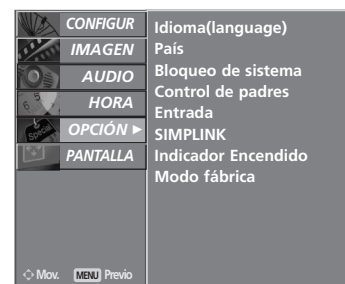 CONFIGUR
IMAGEN
AUDIO
HORA
OPCIÓN
PANTALLA
Mov. MENU Previo
Idioma(language)
País
Bloqueo de sistema
Control de padres
Entrada
SIMPLINK
Indicador Encendido
Modo fábrica